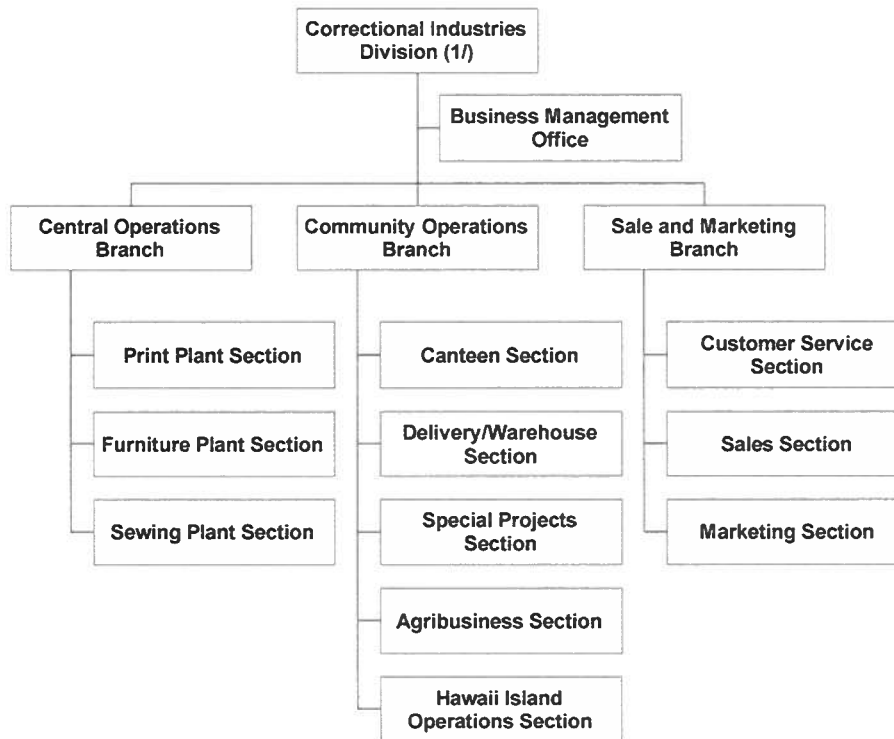 Correctional Industries
Division (1/)
Business Management
Office
Central Operations
Branch
Community Operations
Branch
Sale and Marketing
Branch
Print Plant Section
Furniture Plant Section
Sewing Plant Section
Canteen Section
Delivery/Warehouse
Section
Special Projects
Section
Agribusiness Section
Hawaii Island
Operations Section
Customer Service
Section
Sales Section
Marketing Section